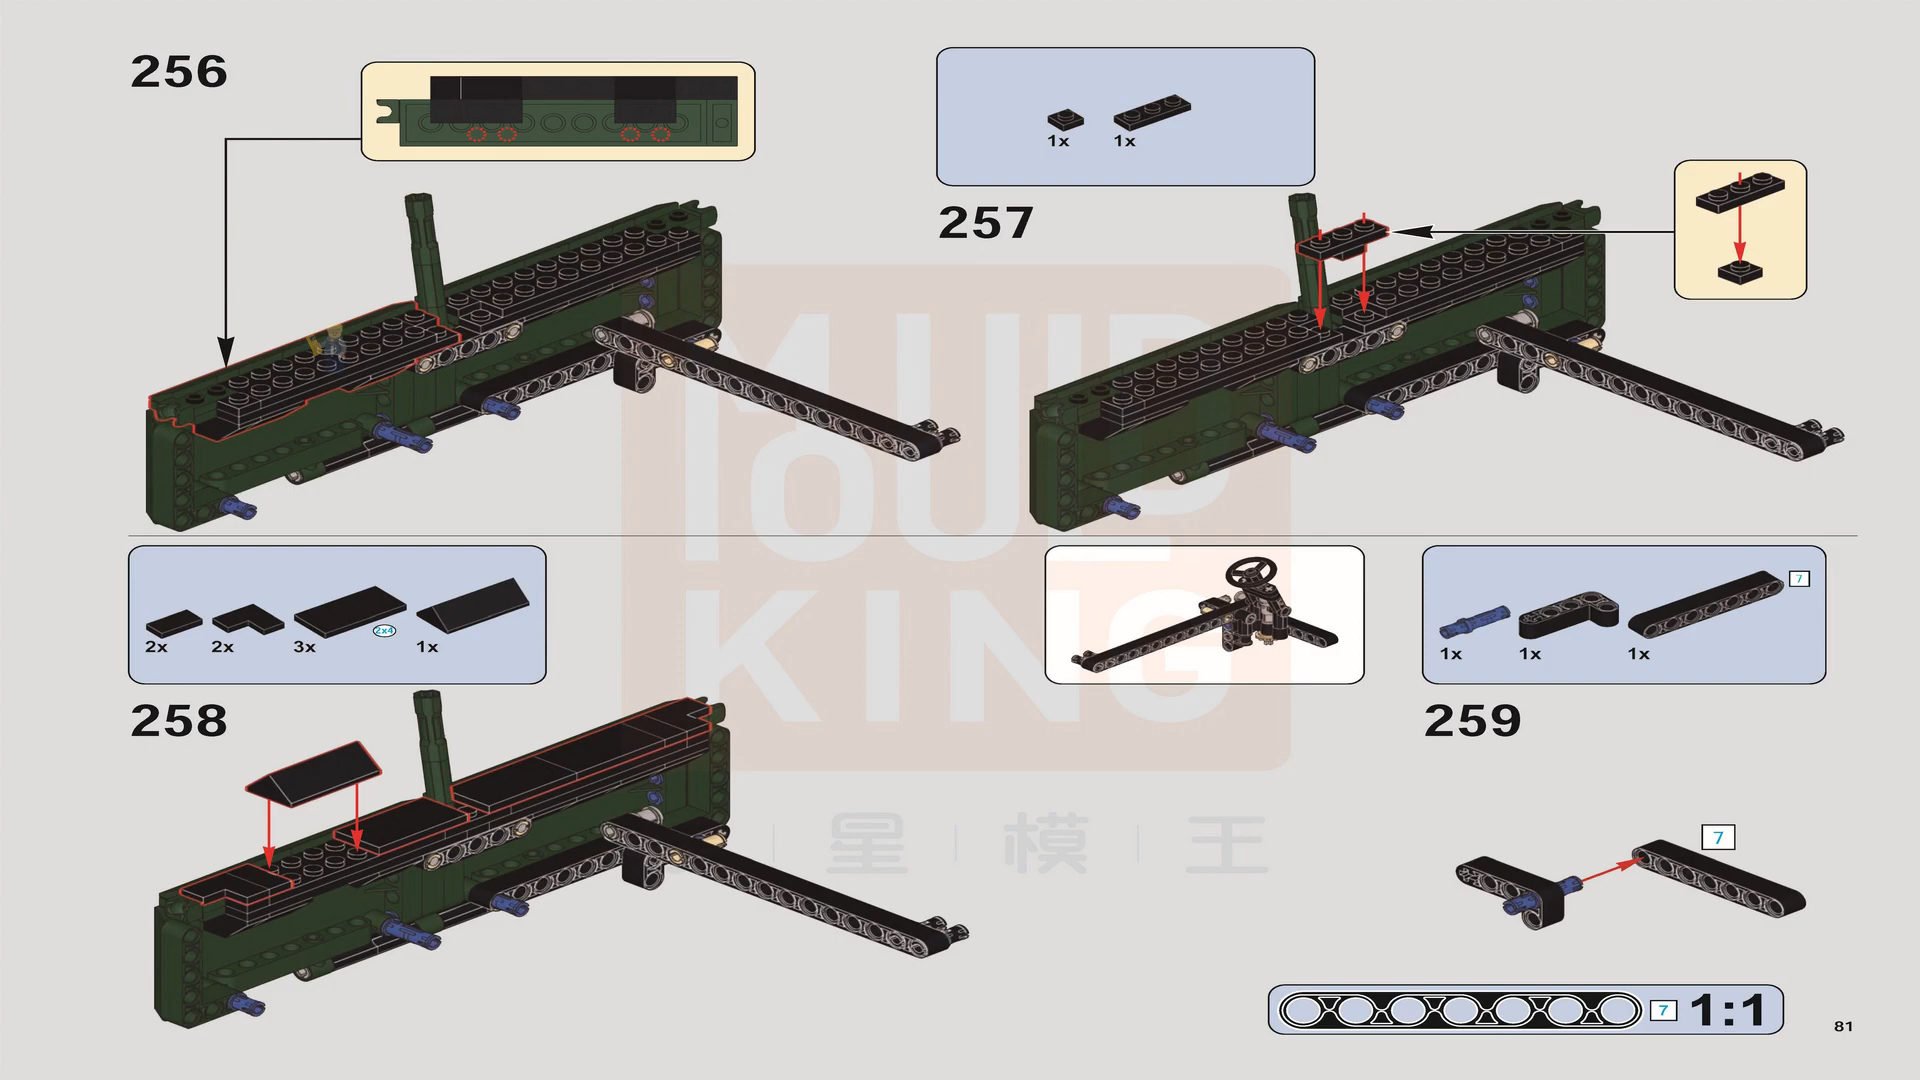 256
1x
1x
257
2x
2x
3x
2x4
1x
258
7
1x
1x
1x
259
7
7
1:1
MOULD
KING
星 | 模 | 王
81